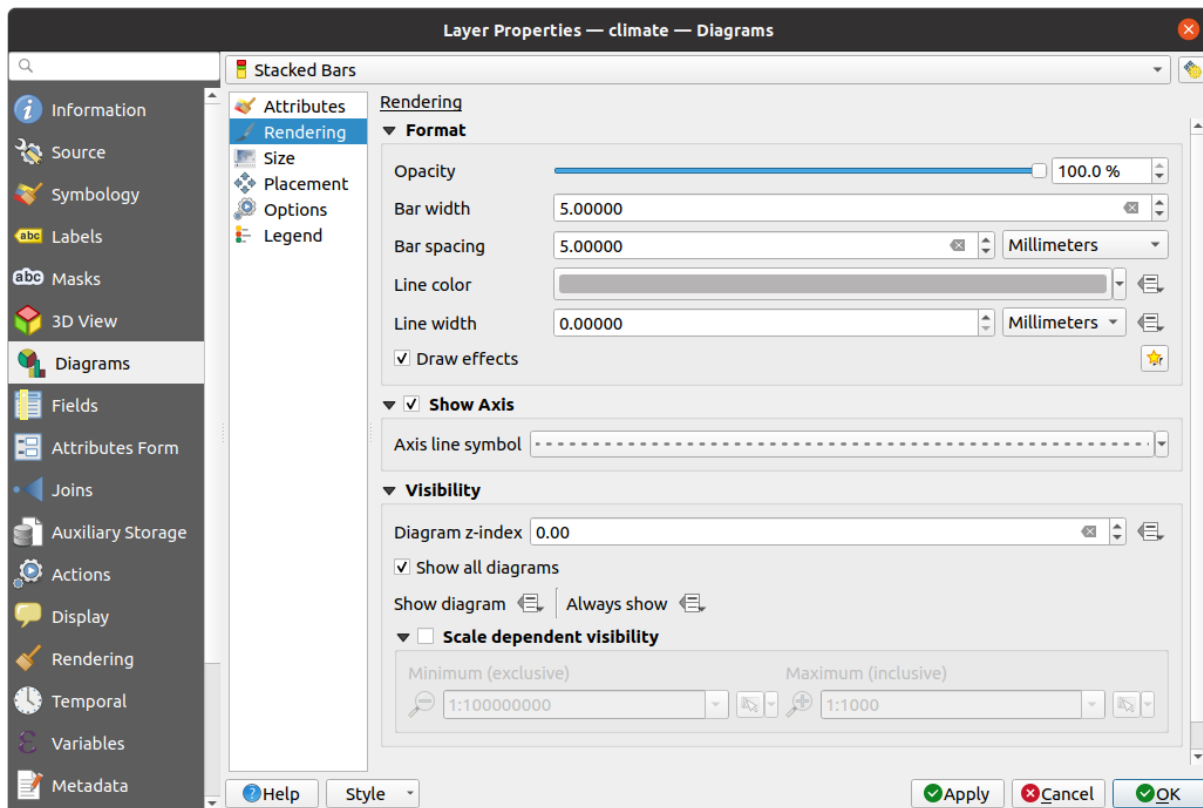 Layer Properties — climate — Diagrams
Stacked Bars
Information
Source
Symbology
abc Labels
abc Masks
3D View
Diagrams
Fields
Attributes Form
Joins
Auxiliary Storage
Actions
Display
Rendering
Temporal
Variables
Metadata
Attributes
Rendering
Size
Placement
Options
Legend
Rendering
Format
Opacity 100.0 %
Bar width 5.00000
Bar spacing 5.00000 Millimeters
Line color
Line width 0.00000 Millimeters
Draw effects
Show Axis
Axis line symbol
Visibility
Diagram z-index 0.00
Show all diagrams
Show diagram Always show
Scale dependent visibility
Minimum (exclusive) Maximum (inclusive)
1:100000000 1:1000
Help Style Apply Cancel OK